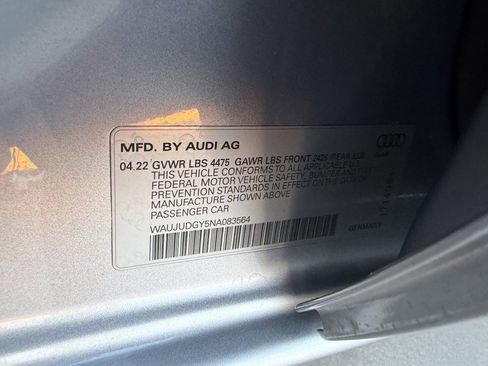 MFD. BY AUDI AG
04.22 GVWR LBS 4475 GAWR LBS FRONT 2425 REAR
THIS VEHICLE CONFORMS TO ALL APPLICABLE U.S.
FEDERAL MOTOR VEHICLE SAFETY, BUMPER AND THEFT
PREVENTION STANDARDS IN EFFECT ON THE DATE OF
MANUFACTURE SHOWN ABOVE
PASSENGER CAR
WAUJUDGY5NA083564
GERMANY
Audi